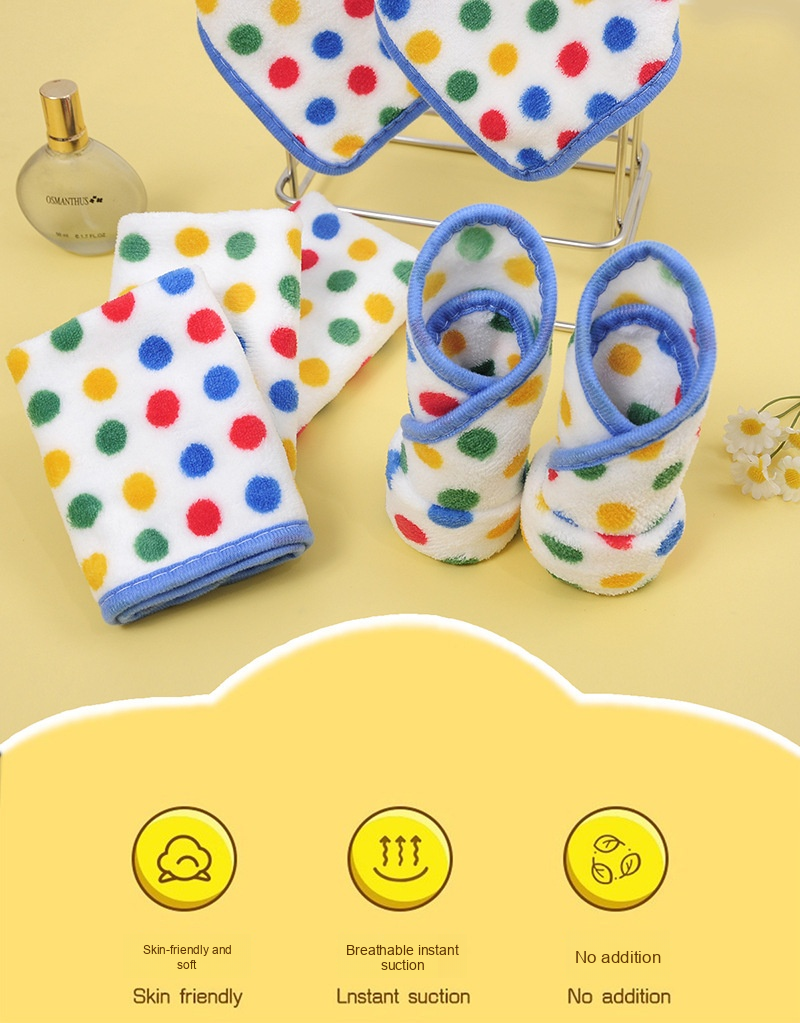 OSMANTHUS
Skin-friendly and
soft
Breathable instant
suction
No addition
Skin friendly
Lnstant suction
No addition